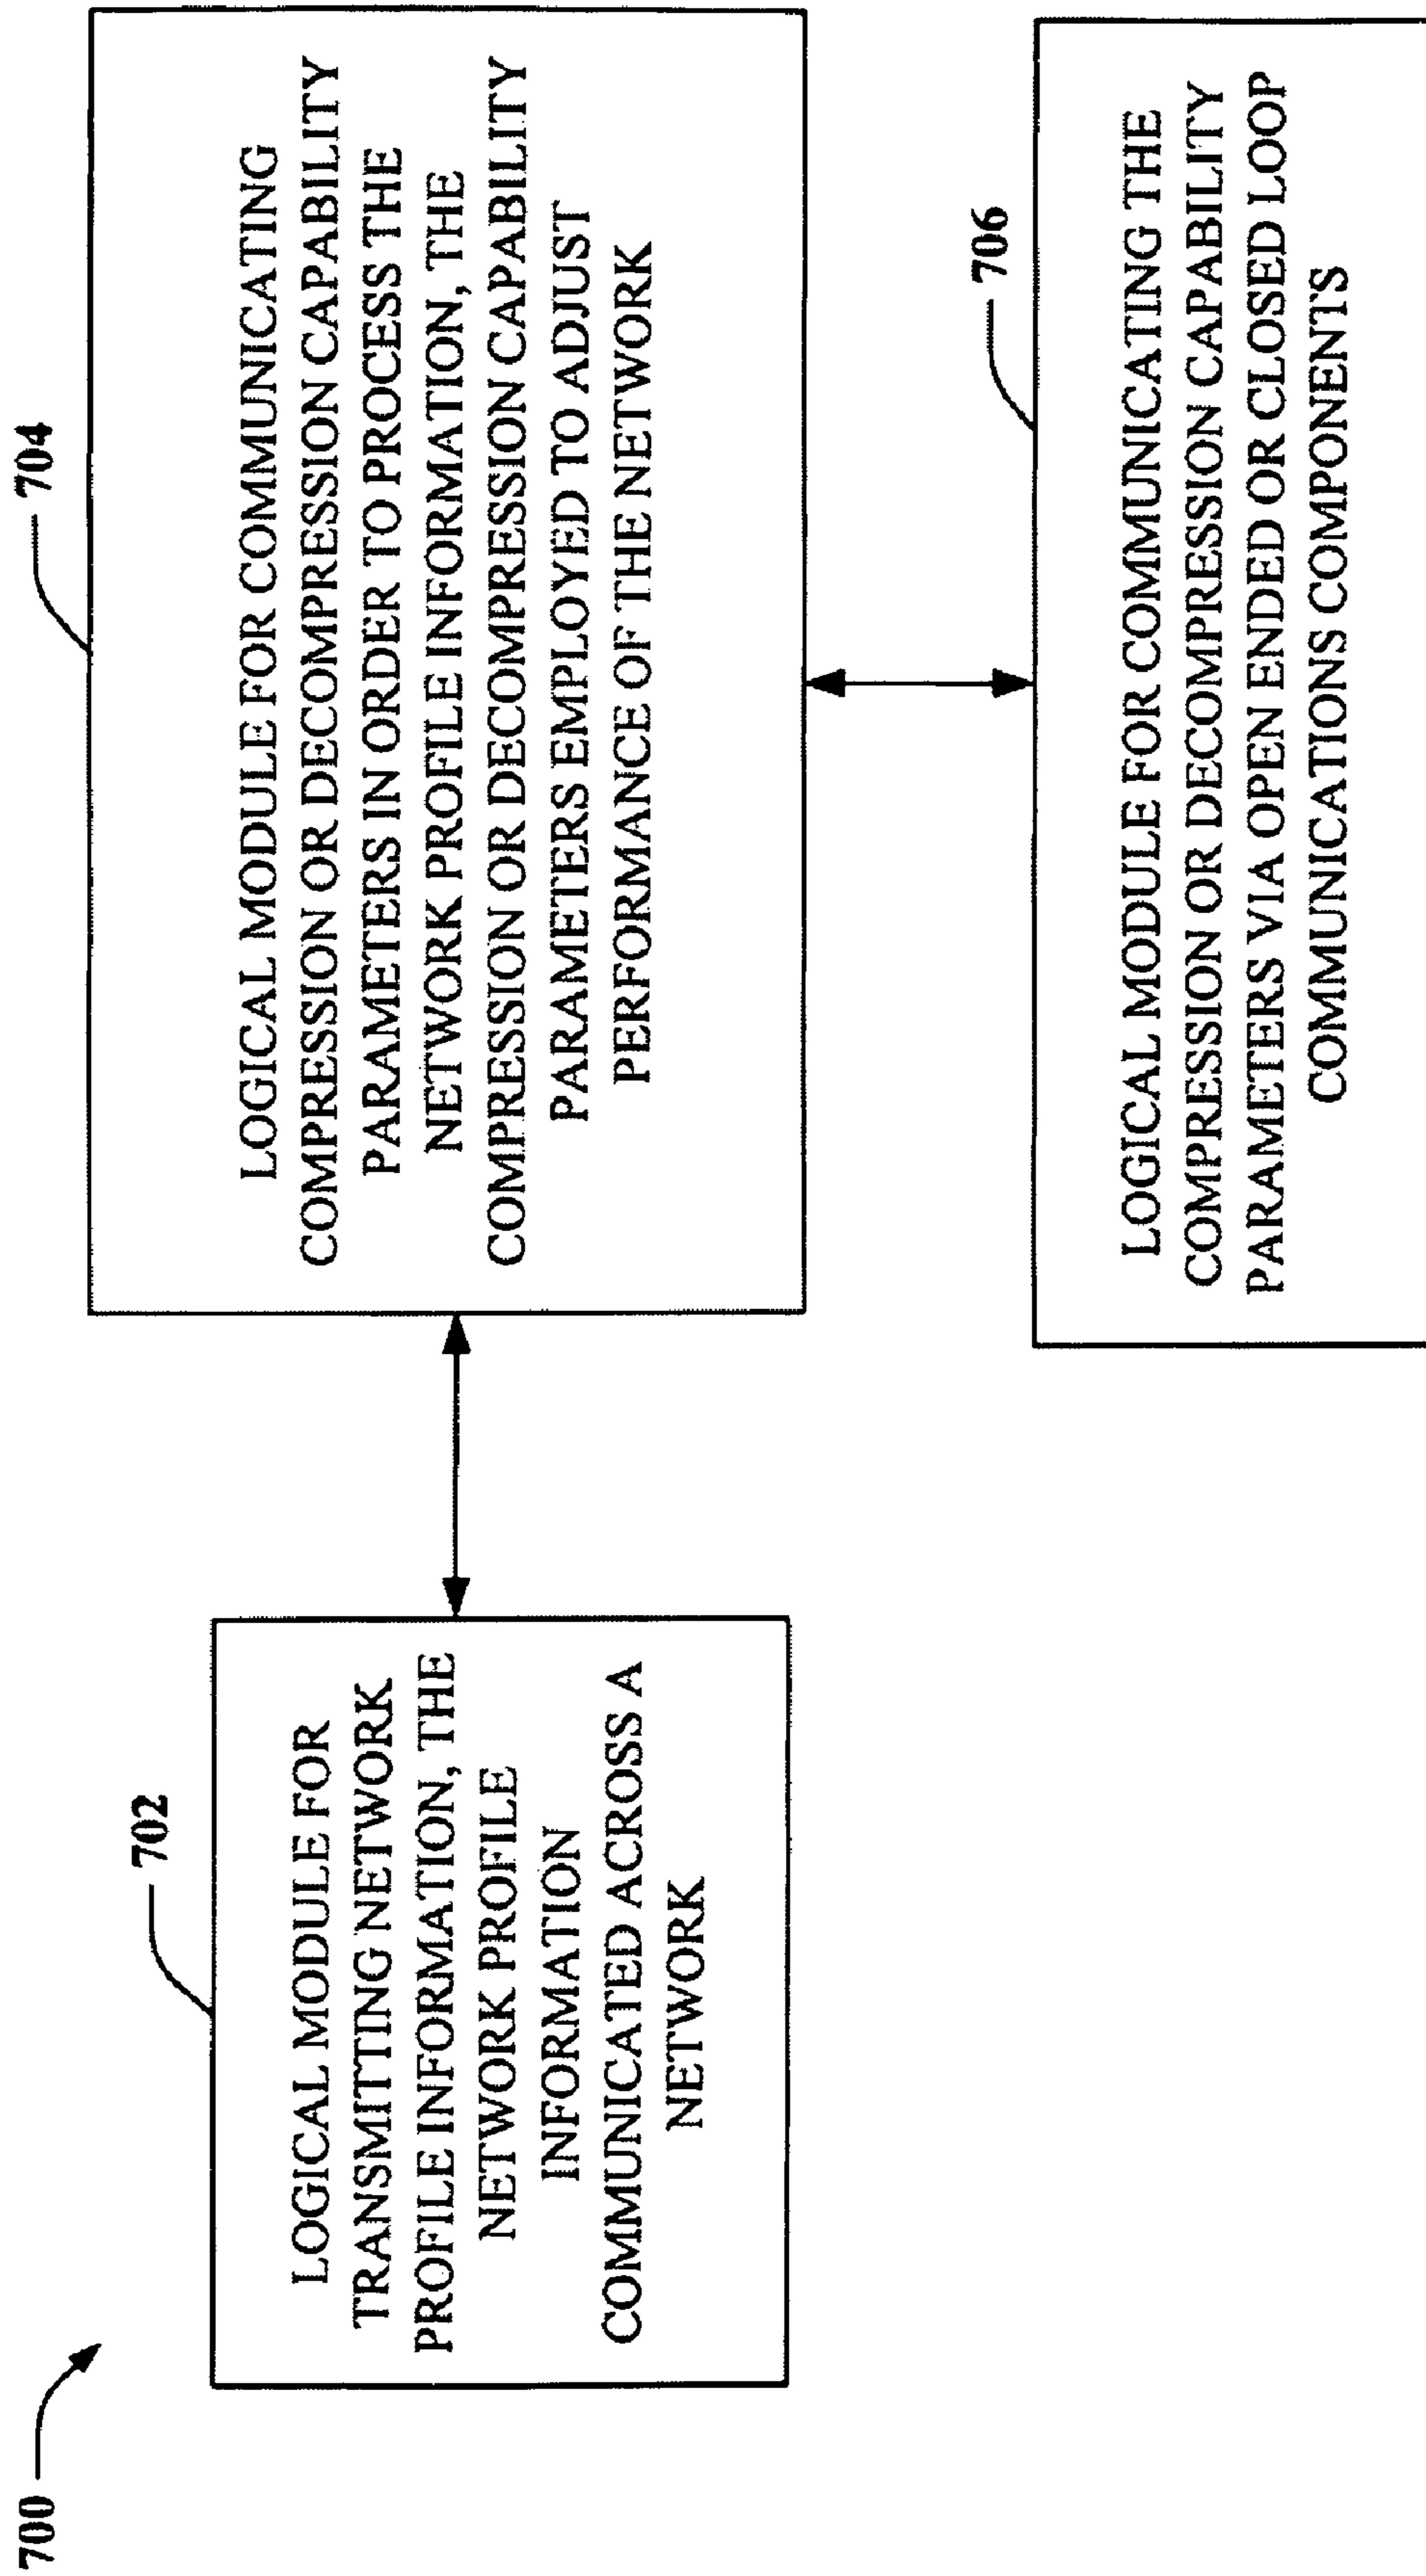 700
702
LOGICAL MODULE FOR
TRANSMITTING NETWORK
PROFILE INFORMATION, THE
NETWORK PROFILE
INFORMATION
COMMUNICATED ACROSS A
NETWORK
704
LOGICAL MODULE FOR COMMUNICATING
COMPRESSION OR DECOMPRESSION CAPABILITY
PARAMETERS IN ORDER TO PROCESS THE
NETWORK PROFILE INFORMATION, THE
COMPRESSION OR DECOMPRESSION CAPABILITY
PARAMETERS EMPLOYED TO ADJUST
PERFORMANCE OF THE NETWORK
706
LOGICAL MODULE FOR COMMUNICATING THE
COMPRESSION OR DECOMPRESSION CAPABILITY
PARAMETERS VIA OPEN ENDED OR CLOSED LOOP
COMMUNICATIONS COMPONENTS